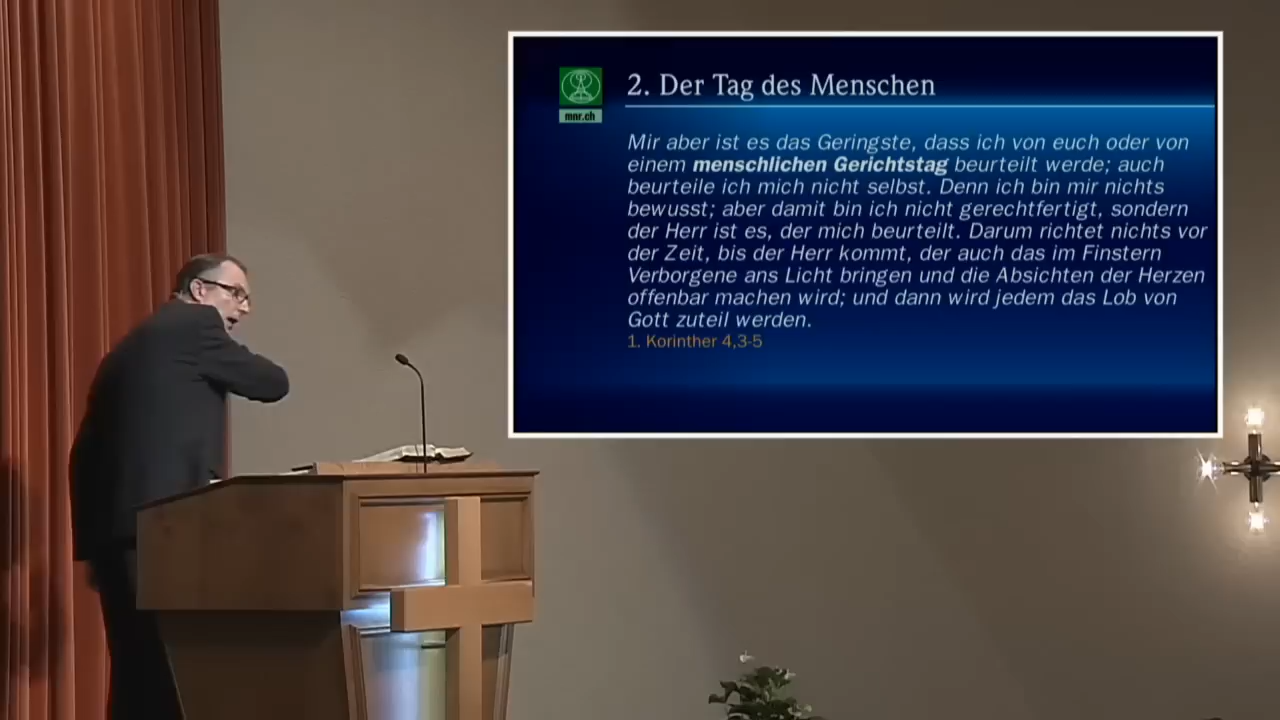 2. Der Tag des Menschen
mnr.ch
Mir aber ist es das Geringste, dass ich von euch oder von
einem menschlichen Gerichtstag beurteilt werde; auch
beurteile ich mich nicht selbst. Denn ich bin mir nichts
bewusst; aber damit bin ich nicht gerechtfertigt, sondern
der Herr ist es, der mich beurteilt. Darum richtet nichts vor
der Zeit, bis der Herr kommt, der auch das im Finstern
Verborgene ans Licht bringen und die Absichten der Herzen
offenbar machen wird; und dann wird jedem das Lob von
Gott zuteil werden.
1. Korinther 4,3-5